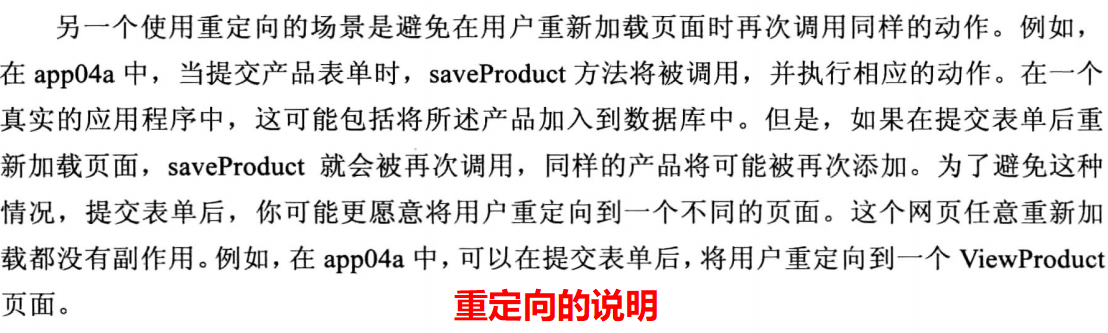 另一个使用重定向的场景是避免在用户重新加载页面时再次调用同样的动作。例如，
在 app04a 中，当提交产品表单时，saveProduct 方法将被调用，并执行相应的动作。在一个
真实的应用程序中，这可能包括将所述产品加入到数据库中。但是，如果在提交表单后重
新加载页面，saveProduct 就会被再次调用，同样的产品将可能被再次添加。为了避免这种
情况，提交表单后，你可能更愿意将用户重定向到一个不同的页面。这个网页任意重新加
载都没有副作用。例如，在 app04a 中，可以在提交表单后，将用户重定向到一个 ViewProduct
页面。
重定向的说明